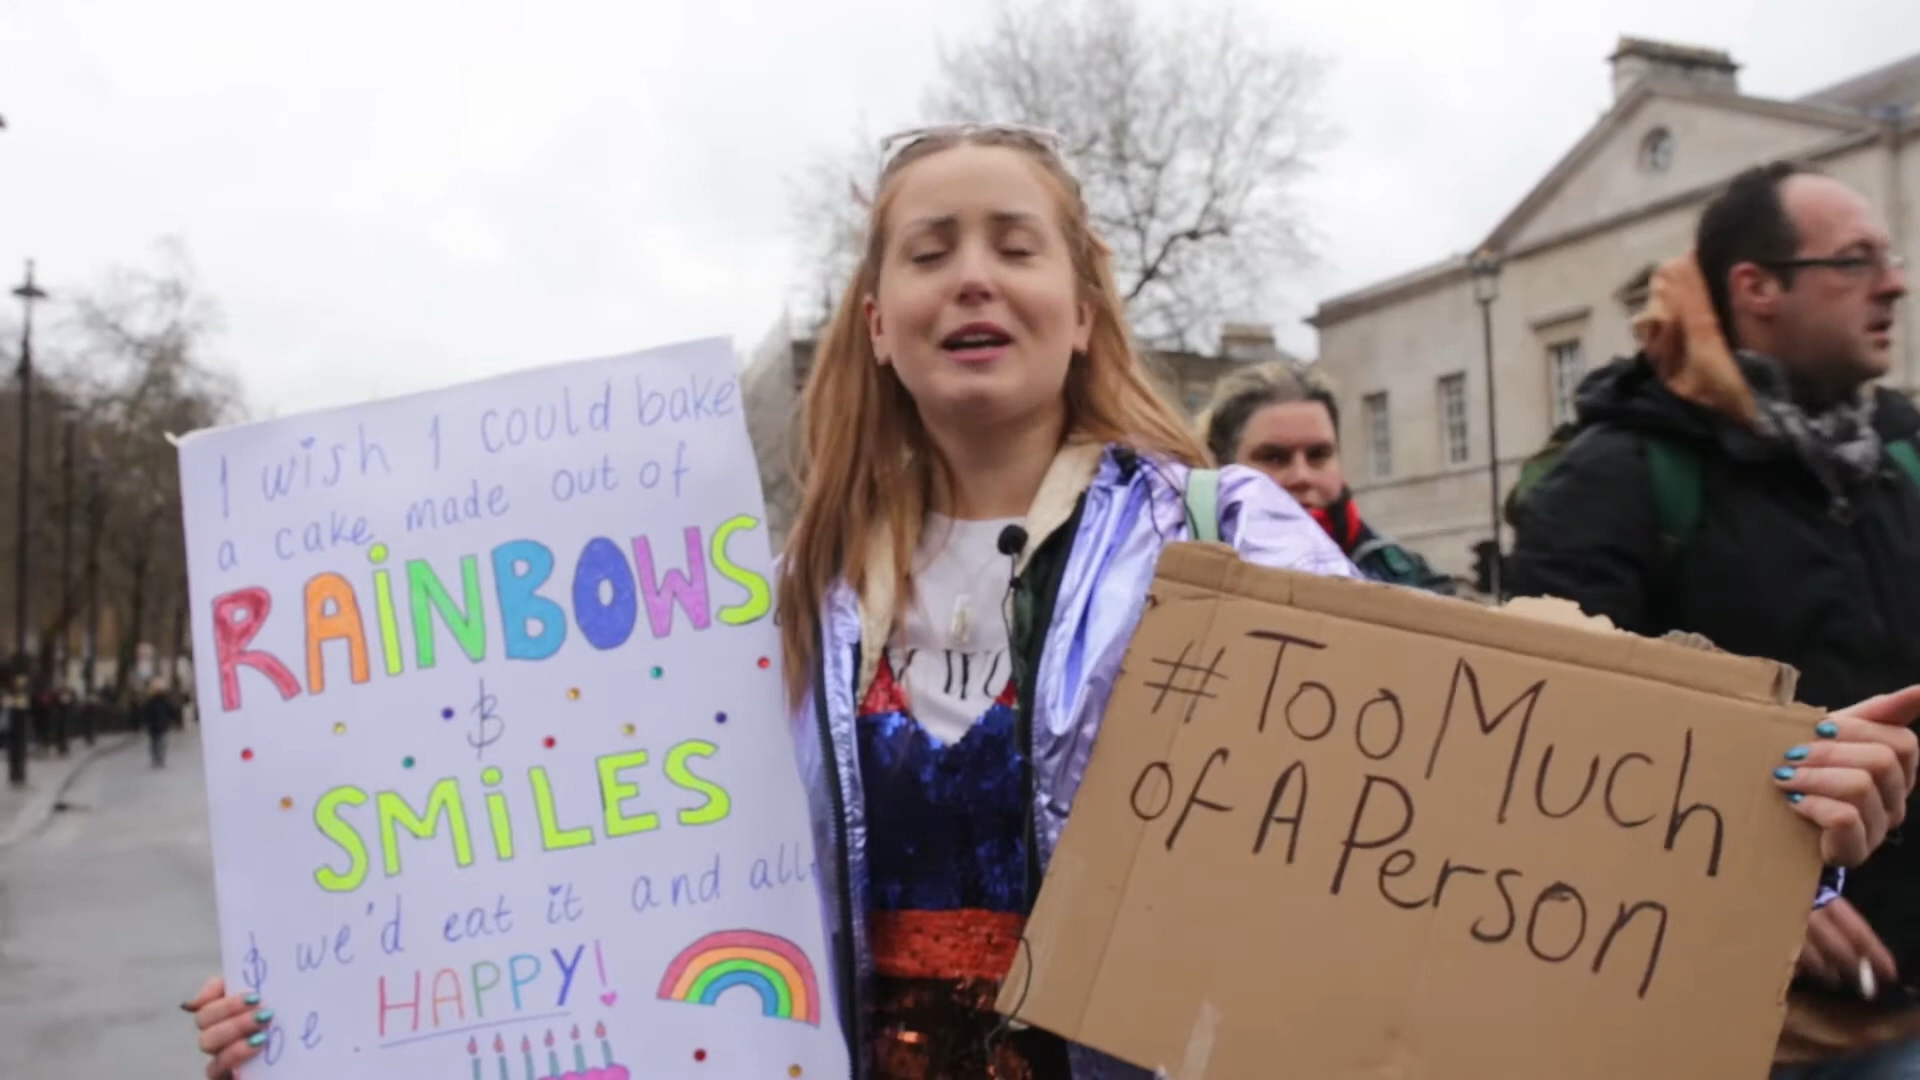 I wish I could bake
a cake made out of
RAiNBOWS
&
SMiLES
& we'd eat it and all
be HAPPY!
#TooMuch
of A Person